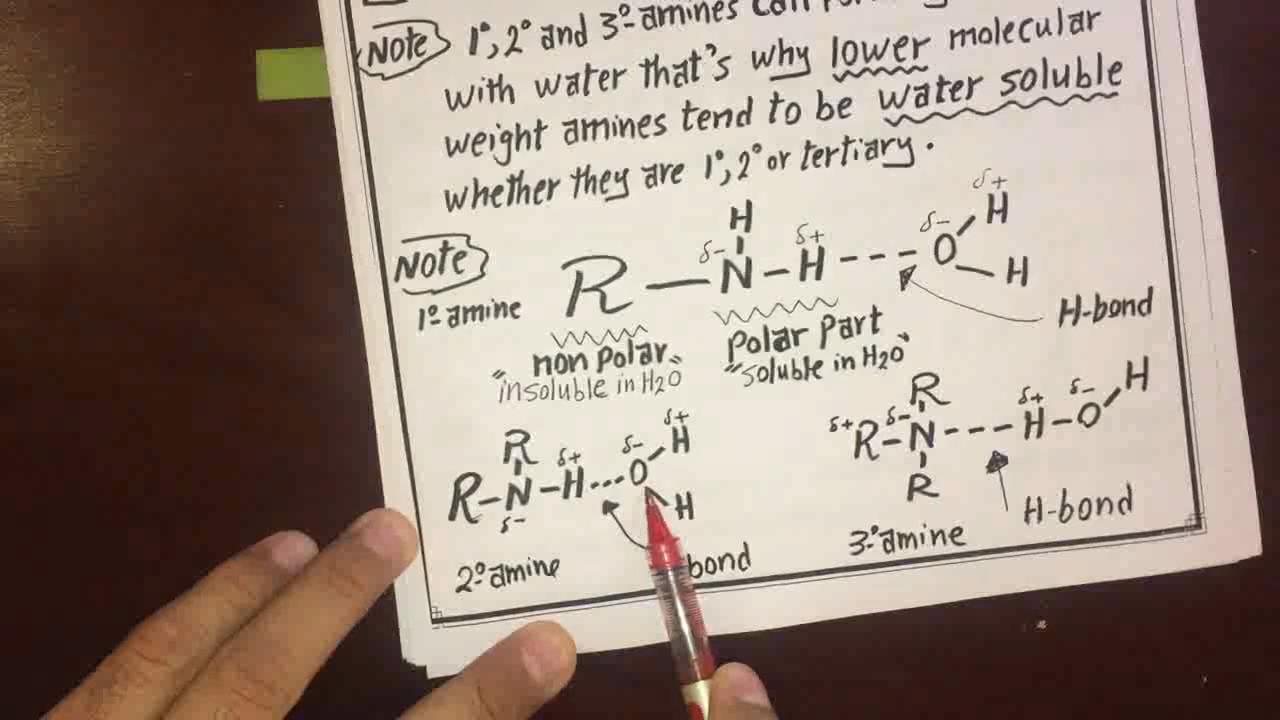 Note 1°, 2° and 3° amines can
with water that's why lower molecular
weight amines tend to be water soluble
whether they are 1°, 2° or tertiary.
Note
1° amine
R — N — H --- O
H
H
H
δ- δ+ δ- δ+
H-bond
"non polar"
insoluble in H2O
Polar Part
"soluble in H2O"
R
R–N–H...O
H
H
δ- δ+ δ- δ+
2° amine
bond
R
R–N---H–O
H
R
δ+ δ- δ+ δ-
H-bond
3° amine